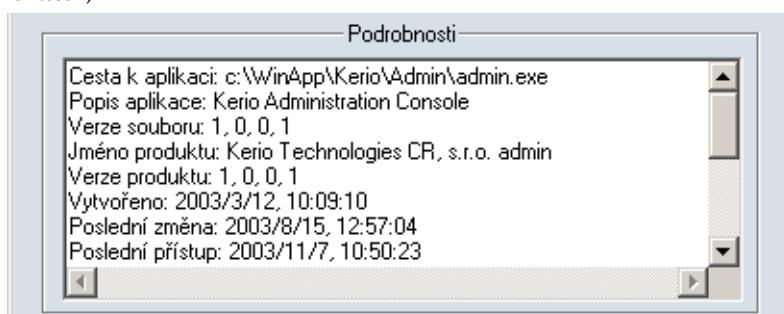 Podrobnosti
Cesta k aplikaci: c:\WinApp\Kerio\Admin\admin.exe
Popis aplikace: Kerio Administration Console
Verze souboru: 1, 0, 0, 1
Jméno produktu: Kerio Technologies CR, s.r.o. admin
Verze produktu: 1, 0, 0, 1
Vytvořeno: 2003/3/12, 10:09:10
Poslední změna: 2003/8/15, 12:57:04
Poslední přístup: 2003/11/7, 10:50:23